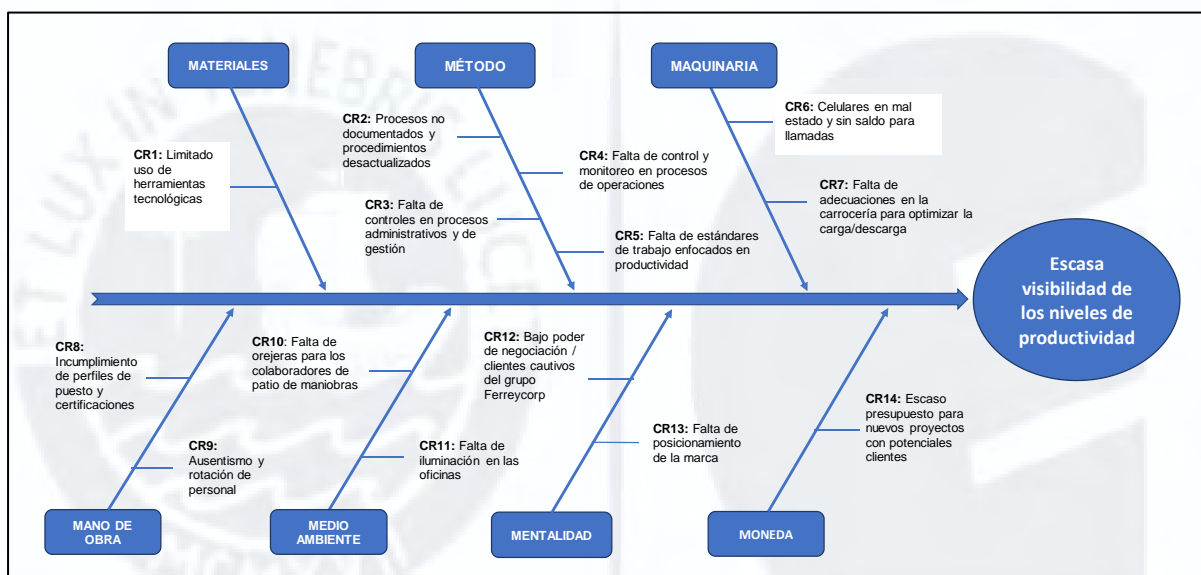 MATERIALES
MÉTODO
MAQUINARIA
CR1: Limitado
uso de
herramientas
tecnológicas
CR2: Procesos no
documentados y
procedimientos
desactualizados
CR3: Falta de
controles en procesos
administrativos y de
gestión
CR4: Falta de control y
monitoreo en procesos
de operaciones
CR5: Falta de estándares
de trabajo enfocados en
productividad
CR6: Celulares en mal
estado y sin saldo para
llamadas
CR7: Falta de
adecuaciones en la
carrocería para optimizar la
carga/descarga
Escasa
visibilidad de
los niveles de
productividad
CR8:
Incumplimiento
de perfiles de
puesto y
certificaciones
CR9:
Ausentismo y
rotación de
personal
CR10: Falta de
orejeras para los
colaboradores de
patio de maniobras
CR11: Falta de
iluminación en las
oficinas
CR12: Bajo poder
de negociación /
clientes cautivos del
grupo
Ferreycorp
CR13: Falta de
posicionamiento
de la marca
CR14: Escaso
presupuesto para
nuevos proyectos
con potenciales
clientes
MANO DE
OBRA
MEDIO
AMBIENTE
MENTALIDAD
MONEDA
ET LUX IN TENEBRIS LUCET